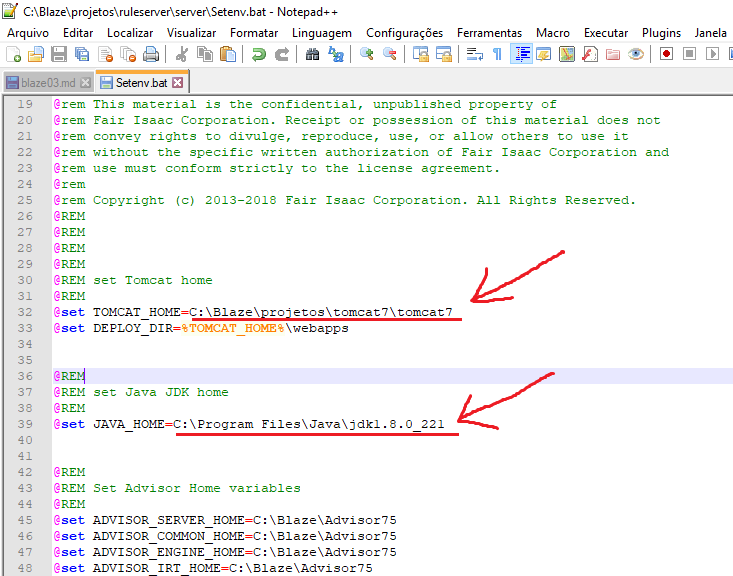 C:\Blaze\projetos\ruleserver\server\Setenv.bat - Notepad++
Arquivo Editar Localizar Visualizar Formatar Linguagem Configurações Ferramentas Macro Executar Plugins Janela
blaze03.md Setenv.bat
19 @rem This material is the confidential, unpublished property of
20 @rem Fair Isaac Corporation. Receipt or possession of this material does not
21 @rem convey rights to divulge, reproduce, use, or allow others to use it
22 @rem without the specific written authorization of Fair Isaac Corporation and
23 @rem use must conform strictly to the license agreement.
24 @rem
25 @rem Copyright (c) 2013-2018 Fair Isaac Corporation. All Rights Reserved.
26 @REM
27 @REM
28 @REM
29 @REM
30 @REM set Tomcat home
31 @REM
32 @set TOMCAT_HOME=C:\Blaze\projetos\tomcat7\tomcat7
33 @set DEPLOY_DIR=%TOMCAT_HOME%\webapps
34
35
36 @REM
37 @REM set Java JDK home
38 @REM
39 @set JAVA_HOME=C:\Program Files\Java\jdk1.8.0_221
40
41
42 @REM
43 @REM Set Advisor Home variables
44 @REM
45 @set ADVISOR_SERVER_HOME=C:\Blaze\Advisor75
46 @set ADVISOR_COMMON_HOME=C:\Blaze\Advisor75
47 @set ADVISOR_ENGINE_HOME=C:\Blaze\Advisor75
48 @set ADVISOR_IRT_HOME=C:\Blaze\Advisor75